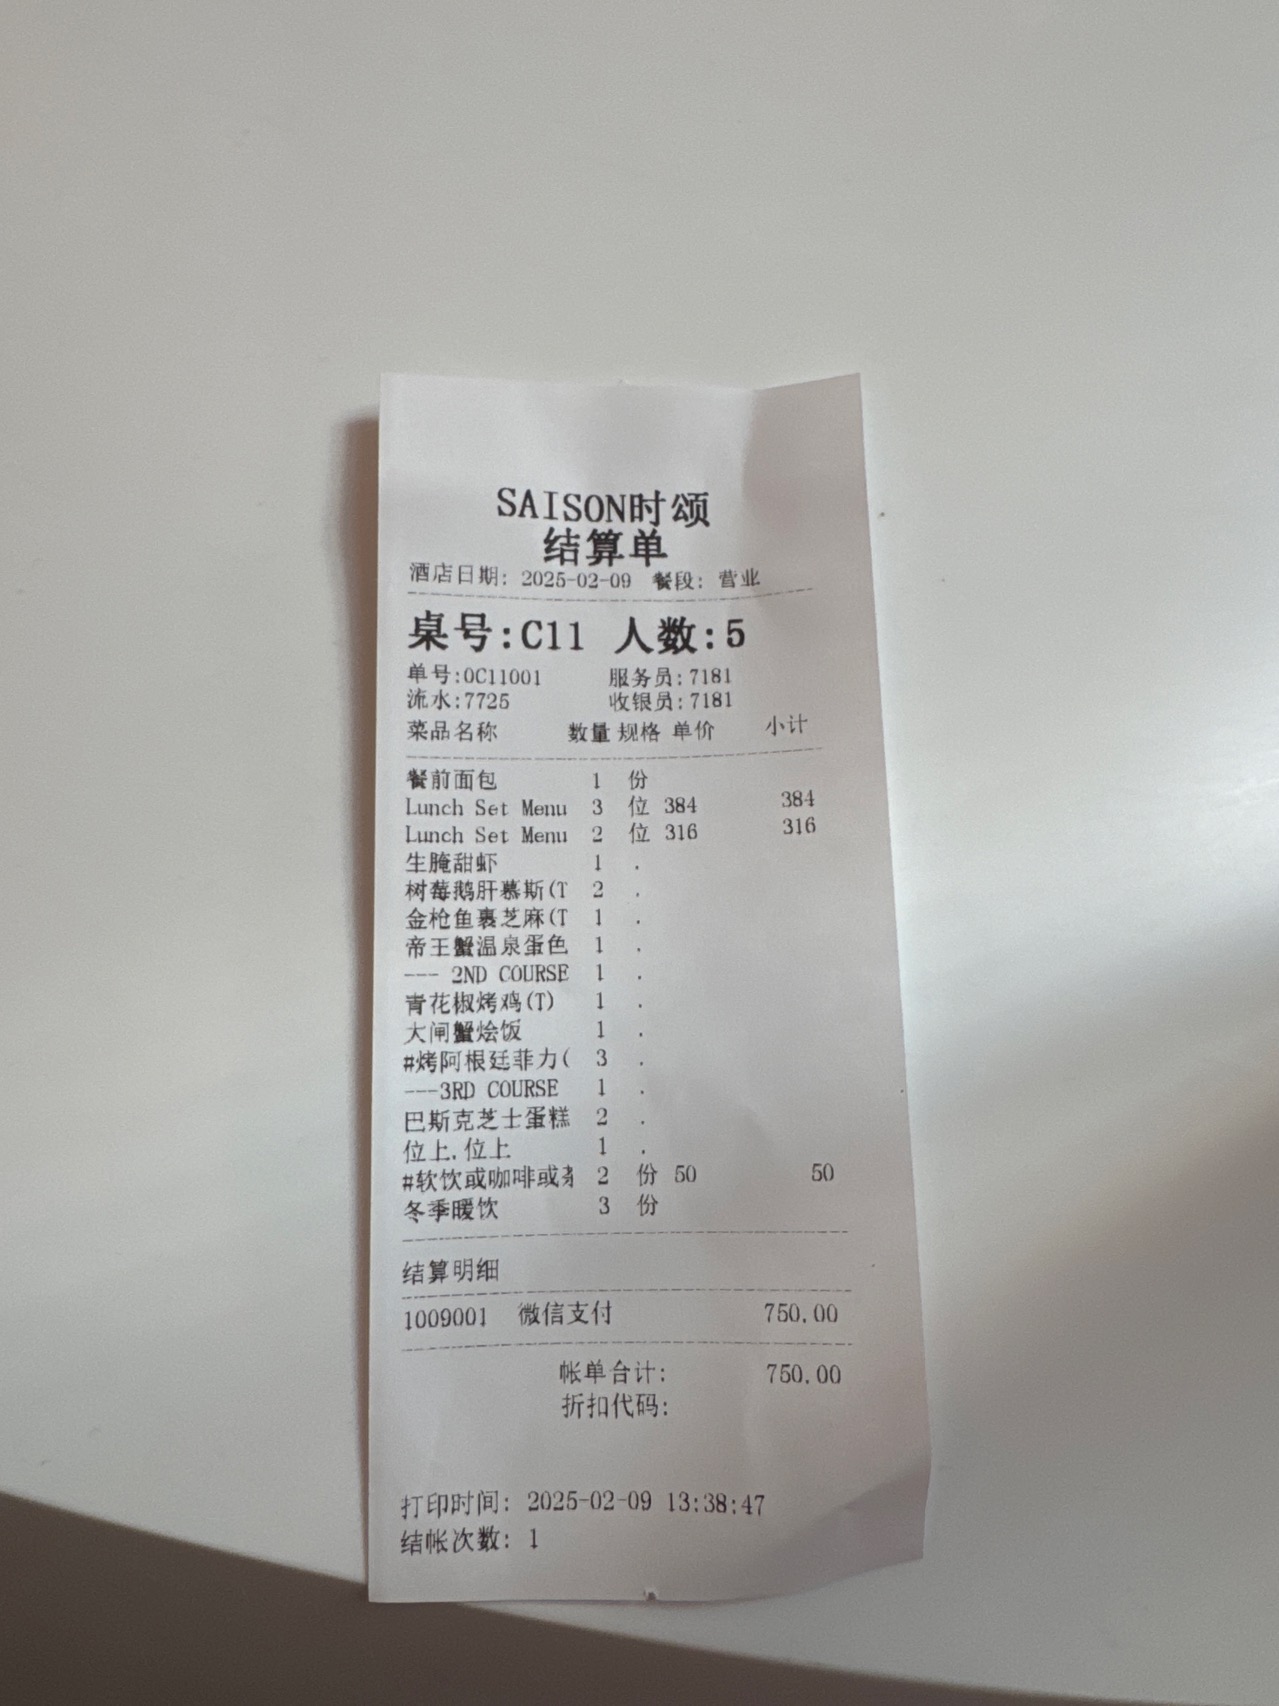 SAISON时颂
结算单
酒店日期: 2025-02-09 餐段: 营业
桌号:C11 人数:5
单号:0C11001 服务员:7181
流水:7725 收银员:7181
菜品名称 数量 规格 单价 小计
餐前面包 1 份
Lunch Set Menu 3 位 384 384
Lunch Set Menu 2 位 316 316
生腌甜虾 1 .
树莓鹅肝慕斯(T 2 .
金枪鱼裹芝麻(T 1 .
帝王蟹温泉蛋色 1 .
--- 2ND COURSE 1 .
青花椒烤鸡(T) 1 .
大闸蟹烩饭 1 .
#烤阿根廷菲力( 3 .
---3RD COURSE 1 .
巴斯克芝士蛋糕 2 .
位上.位上 1 .
#软饮或咖啡或 2 份 50 50
冬季暖饮 3 份
结算明细
1009001 微信支付 750.00
帐单合计: 750.00
折扣代码:
打印时间: 2025-02-09 13:38:47
结帐次数: 1